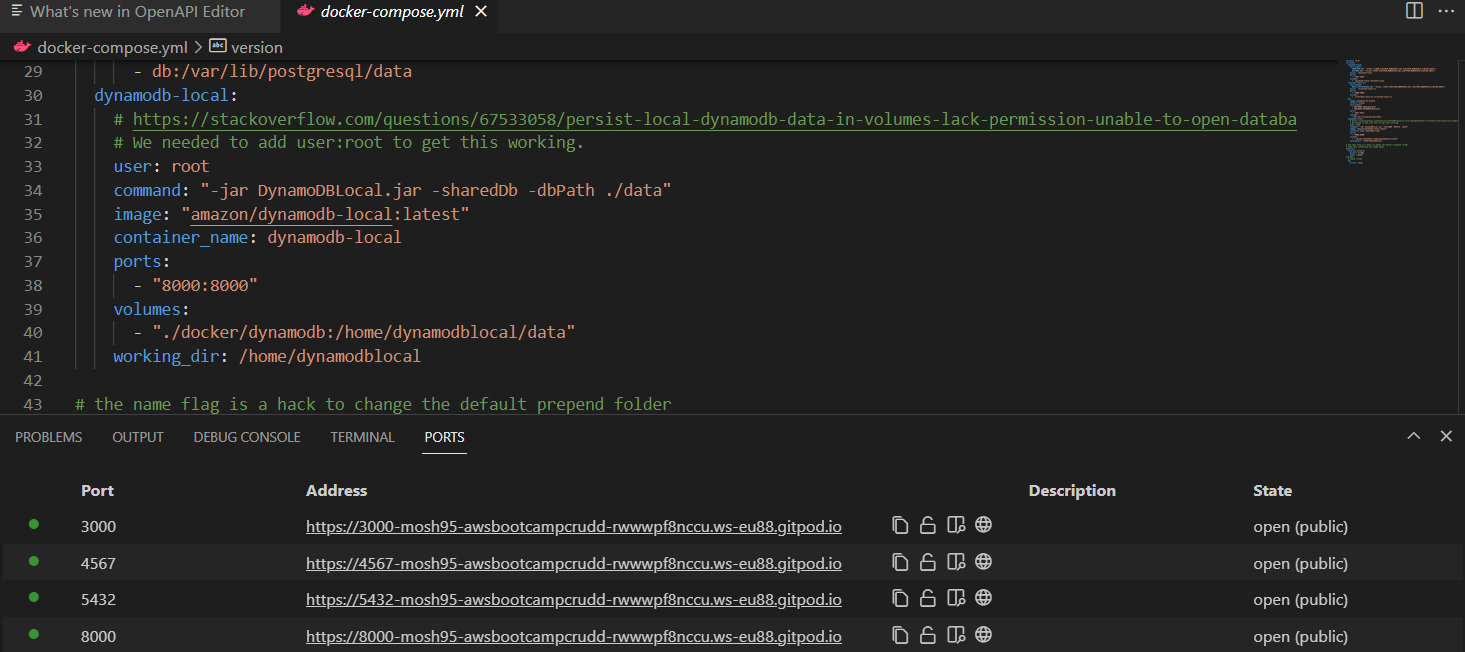 What's new in OpenAPI Editor docker-compose.yml
docker-compose.yml > version
29 - db:/var/lib/postgresql/data
30 dynamodb-local:
31 # https://stackoverflow.com/questions/67533058/persist-local-dynamodb-data-in-volumes-lack-permission-unable-to-open-databa
32 # We needed to add user:root to get this working.
33 user: root
34 command: "-jar DynamoDBLocal.jar -sharedDb -dbPath ./data"
35 image: "amazon/dynamodb-local:latest"
36 container_name: dynamodb-local
37 ports:
38 - "8000:8000"
39 volumes:
40 - "./docker/dynamodb:/home/dynamodblocal/data"
41 working_dir: /home/dynamodblocal
42
43 # the name flag is a hack to change the default prepend folder
PROBLEMS OUTPUT DEBUG CONSOLE TERMINAL PORTS
Port Address Description State
3000 https://3000-mosh95-awsbootcampcrudd-rwwwpf8nccu.ws-eu88.gitpod.io open (public)
4567 https://4567-mosh95-awsbootcampcrudd-rwwwpf8nccu.ws-eu88.gitpod.io open (public)
5432 https://5432-mosh95-awsbootcampcrudd-rwwwpf8nccu.ws-eu88.gitpod.io open (public)
8000 https://8000-mosh95-awsbootcampcrudd-rwwwpf8nccu.ws-eu88.gitpod.io open (public)